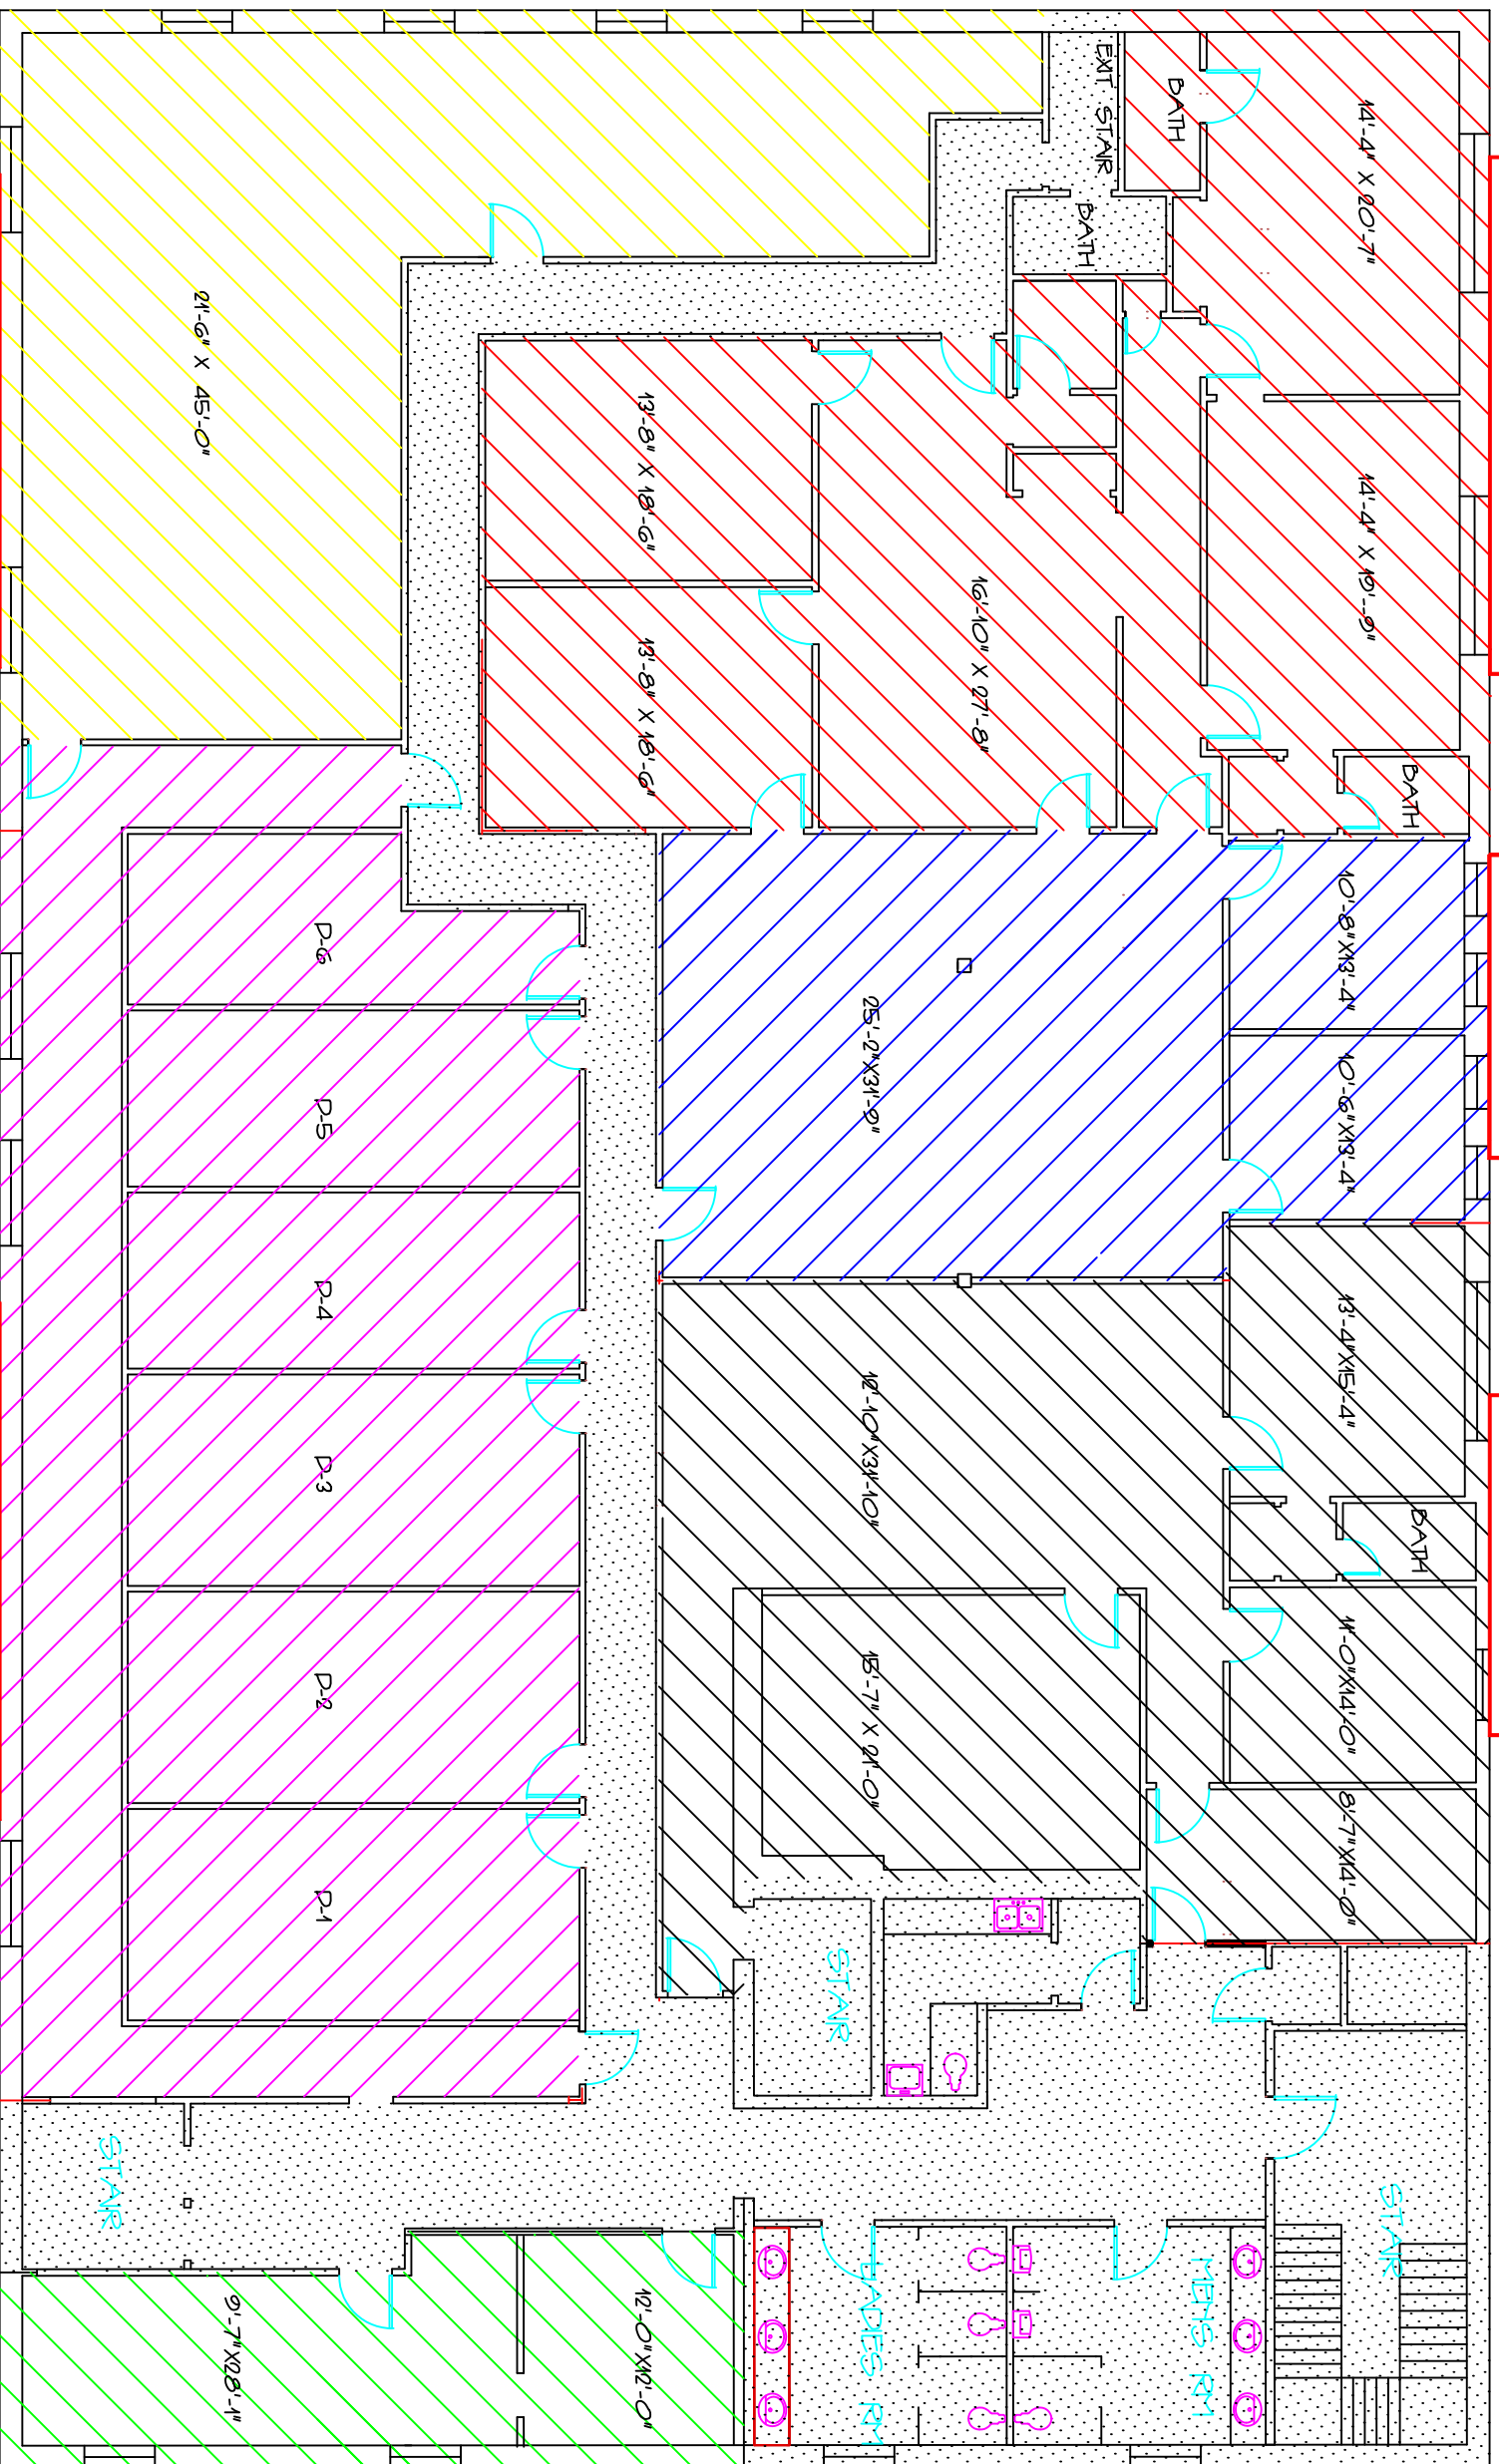 EXIT STAIR
BATH
14'-4" X 20'-7"
BATH
21'-6" X 45'-0"
13'-8" X 18'-6"
14'-4" X 19'-9"
16'-10" X 27'-8"
13'-8" X 18'-6"
BATH
P-6
10'-8"X13'-4"
25'-2"X31'-9"
P-5
10'-6"X13'-4"
P-4
13'-4"X15'-4"
12'-10"X31'-10"
P-3
BATH
P-2
15'-7" X 21'-0"
11'-0"X14'-0"
P-1
8'-7"X14'-0"
STAIR
STAIR
STAIR
9'-7"X28'-1"
12'-0"X12'-0"
LADIES RM
MENS RM